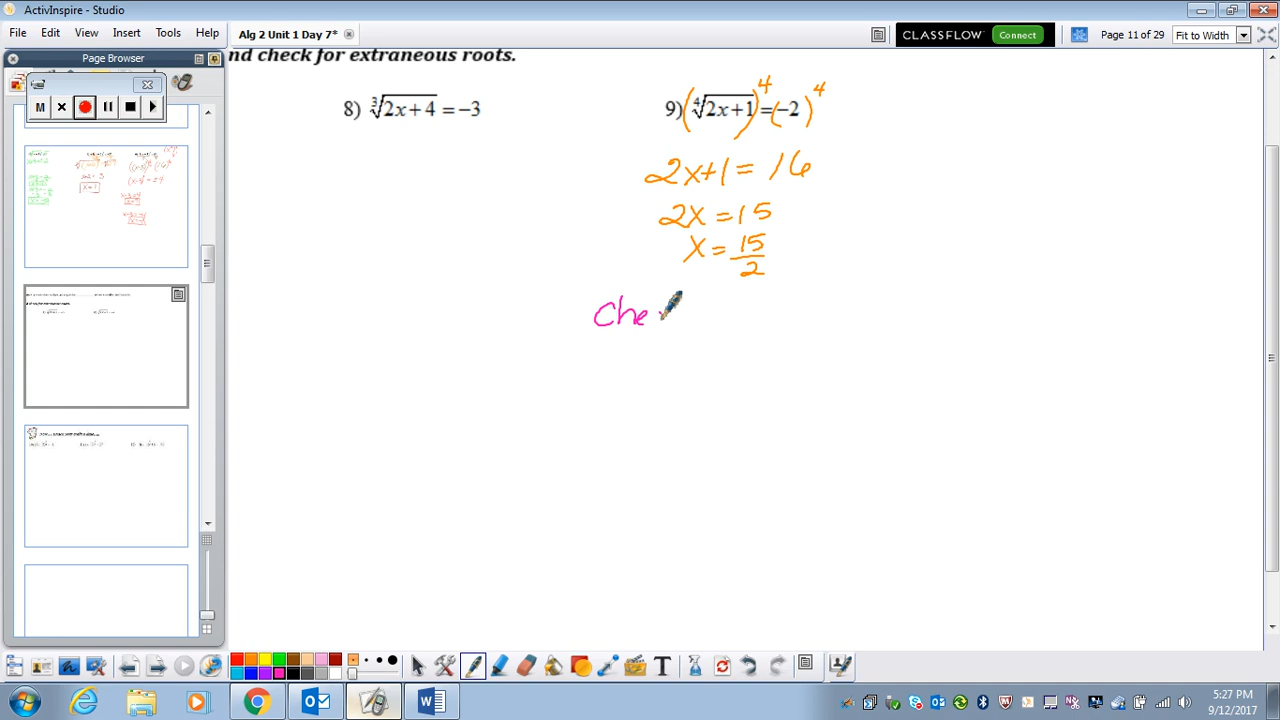 ActivInspire - Studio
File Edit View Insert Tools Help
Alg 2 Unit 1 Day 7*
CLASSFLOW Connect
Page 11 of 29
Fit to Width
Page Browser
M
nd check for extraneous roots.
8) ∛(2x+4) = −3
9) (∜(2x+1))^4 = (−2)^4
2x+1 = 16
2x = 15
x = 15/2
Che
T
W
5:27 PM
9/12/2017